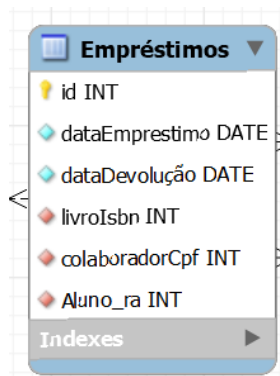 Empréstimos
id INT
dataEmprestimo DATE
dataDevolução DATE
livroIsbn INT
colaboradorCpf INT
Aluno_ra INT
Indexes